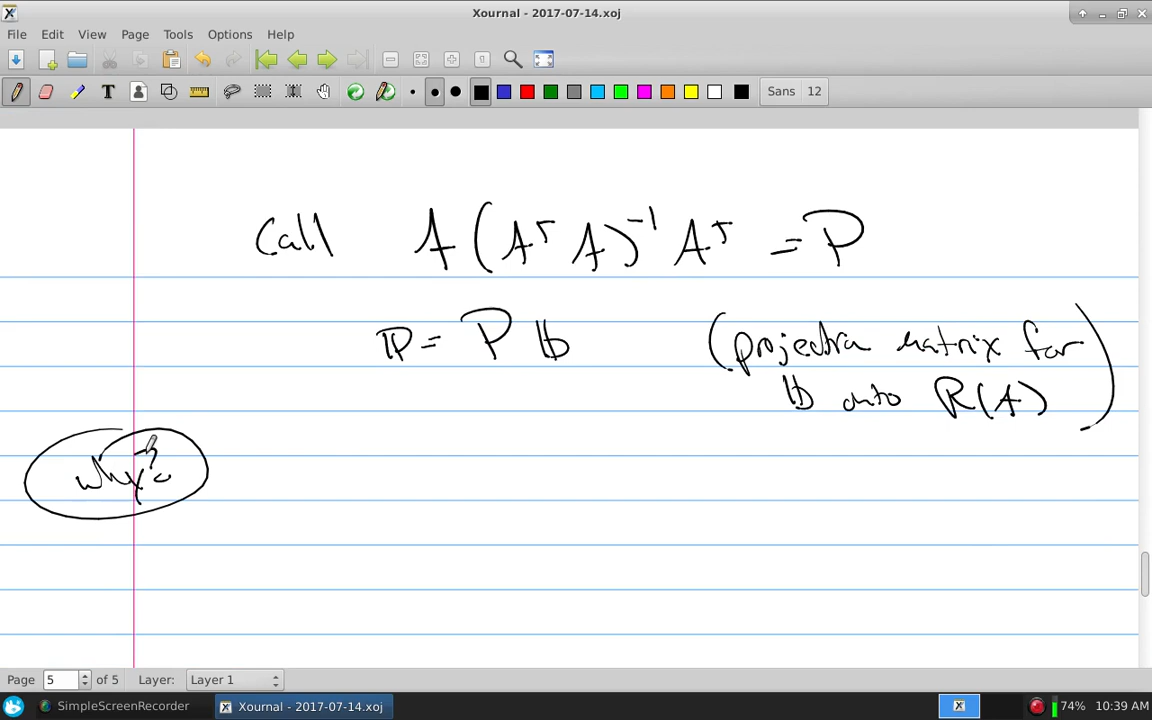 Xournal - 2017-07-14.xoj
File Edit View Page Tools Options Help
Sans 12
Call A(AᵀA)⁻¹Aᵀ = P
ℙ = P𝕓 (projection matrix for
𝕓 onto R(A))
why?
Page 5 of 5 Layer: Layer 1
SimpleScreenRecorder Xournal - 2017-07-14.xoj 74% 10:39 AM